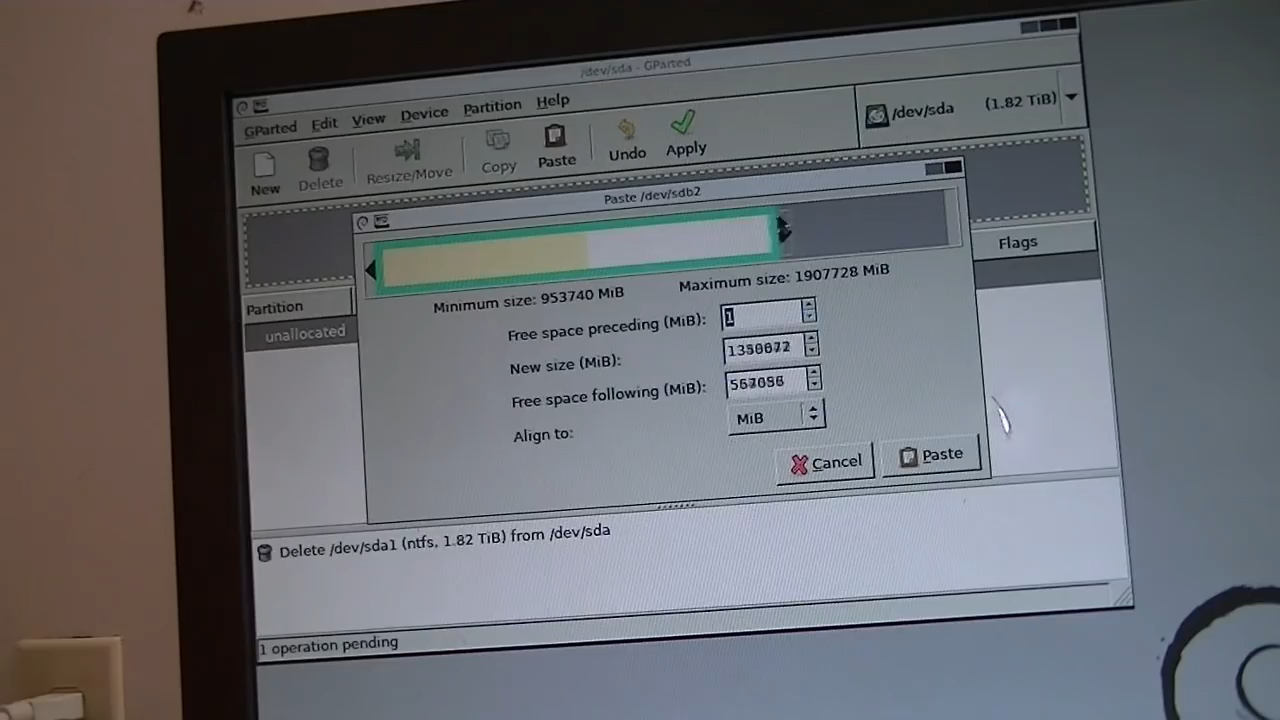 /dev/sda - GParted
GParted Edit View Device Partition Help
New Delete Resize/Move Copy Paste Undo Apply
/dev/sda (1.82 TiB)
Paste /dev/sdb2
Minimum size: 953740 MiB Maximum size: 1907728 MiB
Free space preceding (MiB): 1
New size (MiB):
Free space following (MiB):
Align to: MiB
Cancel Paste
Partition
Flags
unallocated
Delete /dev/sda1 (ntfs, 1.82 TiB) from /dev/sda
1 operation pending